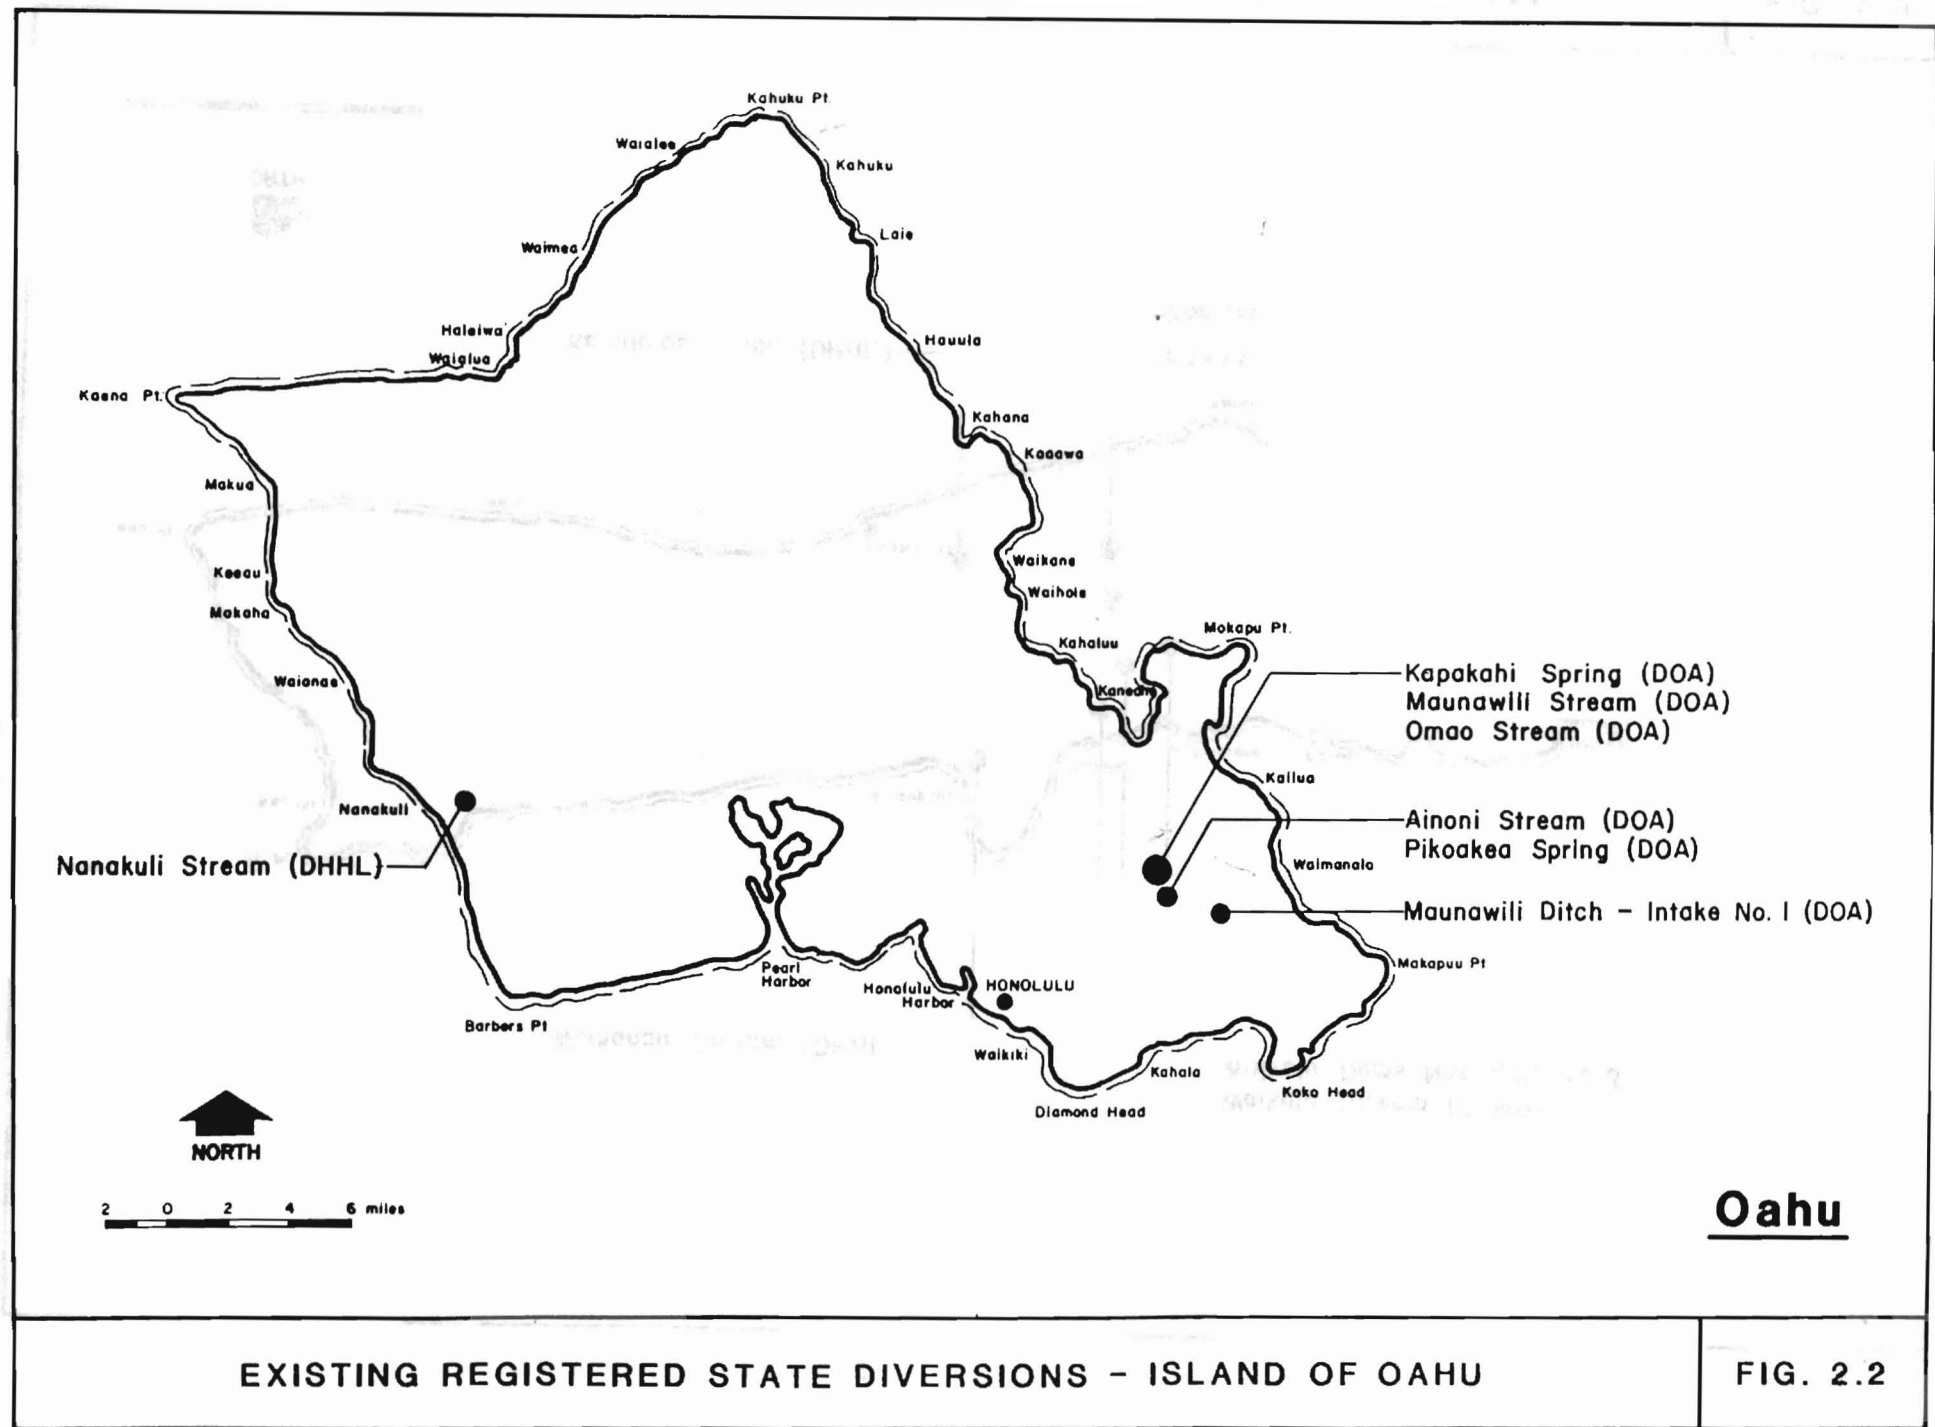 Kahuku Pt.
Waialee
Kahuku
Laie
Waimea
Haleiwa
Waialua
Hauula
Kaena Pt.
Kahana
Kaaawa
Makua
Waikane
Keeau
Waihole
Makaha
Kahaluu
Mokapu Pt.
Waianae
Kaneohe
Kapakahi Spring (DOA)
Maunawili Stream (DOA)
Omao Stream (DOA)
Kailua
Nanakuli
Ainoni Stream (DOA)
Pikoakea Spring (DOA)
Nanakuli Stream (DHHL)
Waimanalo
Maunawili Ditch - Intake No. 1 (DOA)
Makapuu Pt
Pearl
Harbor
Honolulu
Harbor
HONOLULU
Barbers Pt
Waikiki
Kahala
Koko Head
Diamond Head
NORTH
2 0 2 4 6 miles
Oahu
EXISTING REGISTERED STATE DIVERSIONS - ISLAND OF OAHU
FIG. 2.2